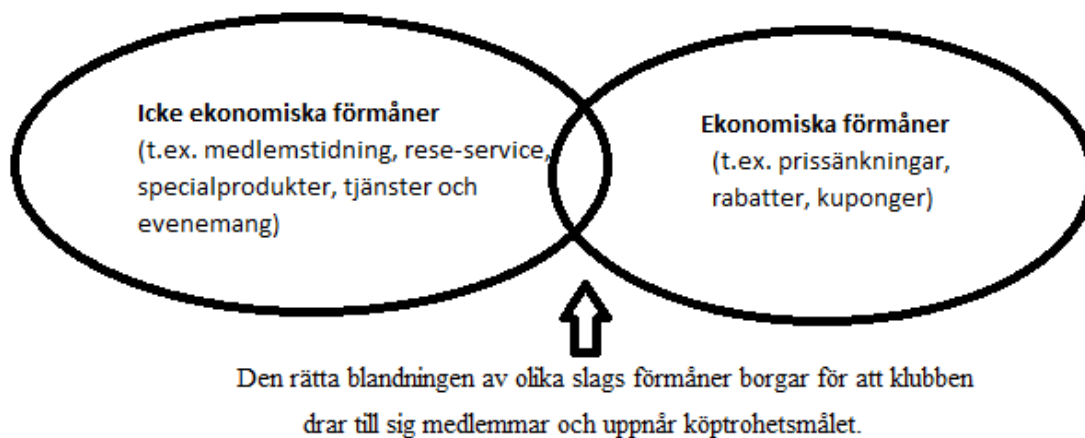 Icke ekonomiska förmåner
(t.ex. medlemstidning, rese-service,
specialprodukter, tjänster och
evenemang)
Ekonomiska förmåner
(t.ex. prissänkningar,
rabatter, kuponger)
Den rätta blandningen av olika slags förmåner borgar för att klubben
drar till sig medlemmar och uppnår köptrohetsmålet.